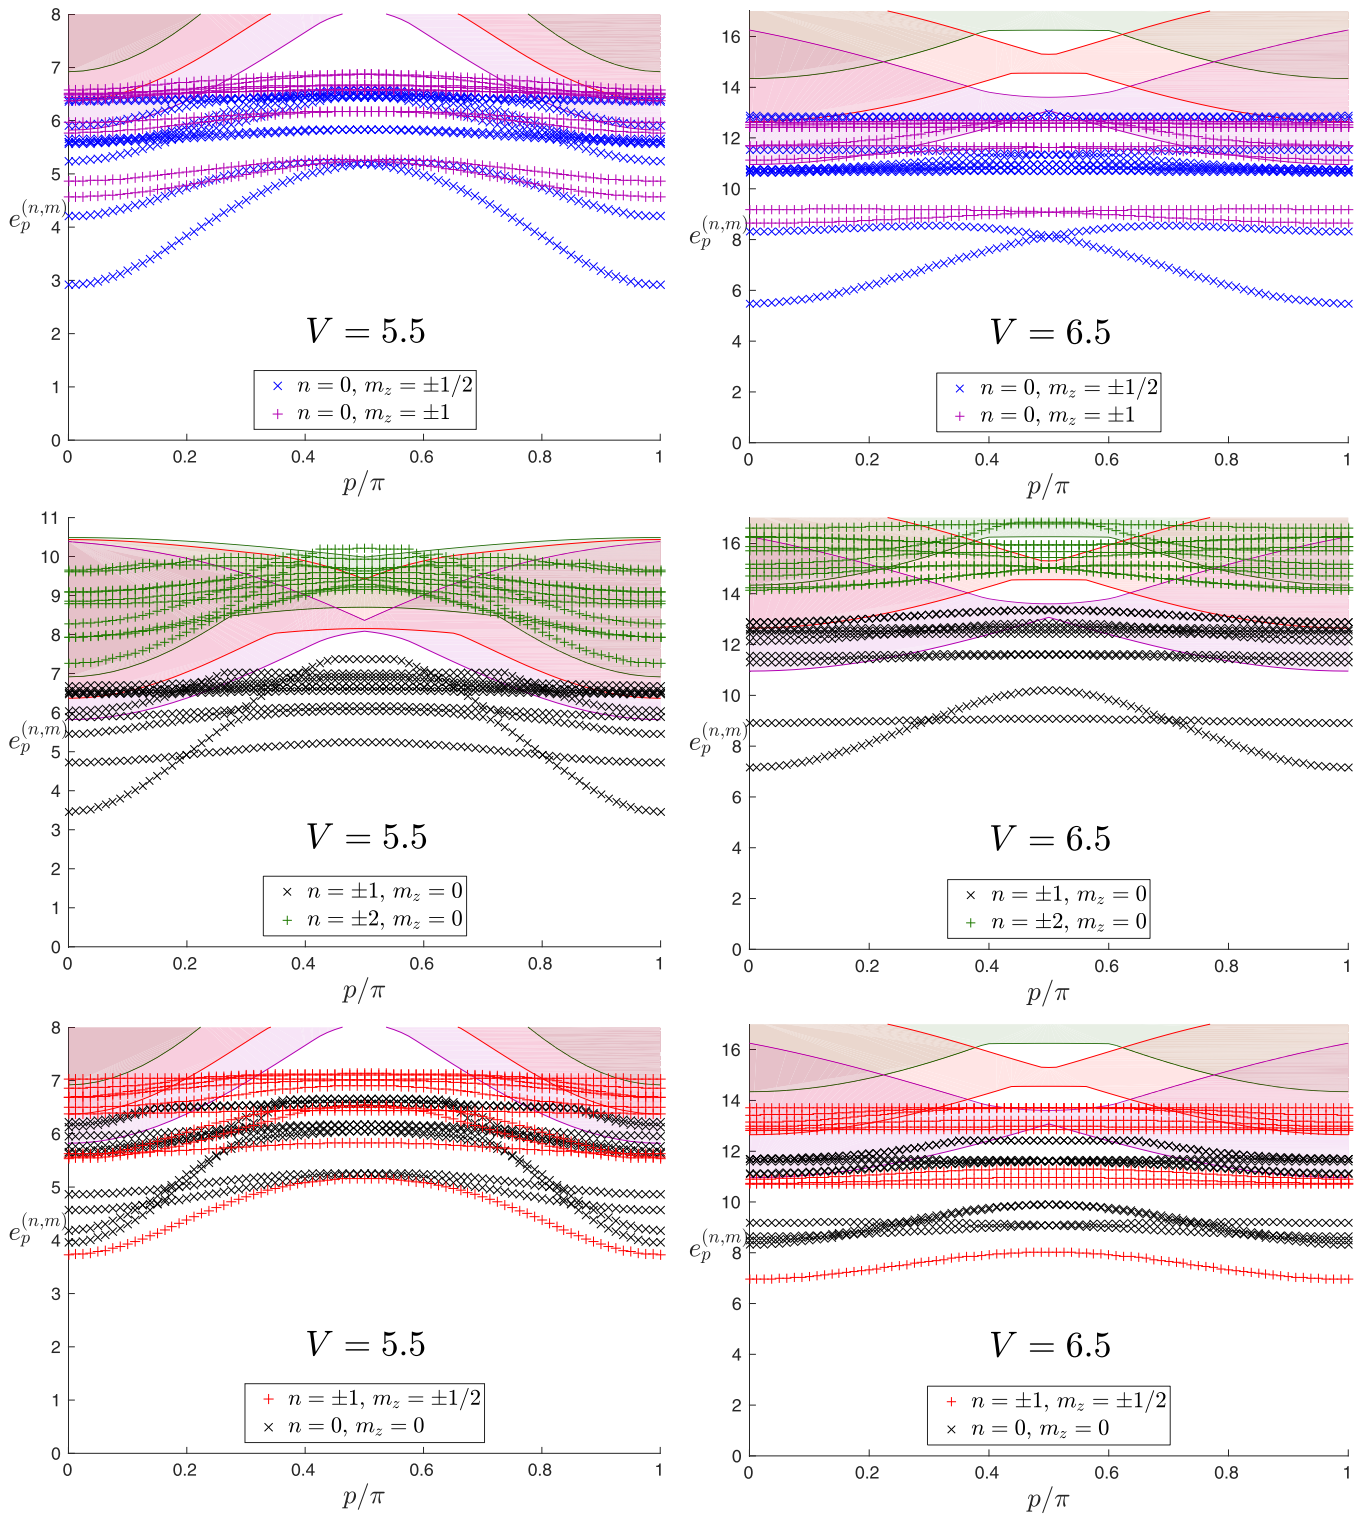 8
7
6
5
4
3
2
1
0
e_p^{(n,m)}
V = 5.5
n = 0, m_z = ±1/2
n = 0, m_z = ±1
0 0.2 0.4 0.6 0.8 1
p/π
16
14
12
10
8
6
4
2
0
e_p^{(n,m)}
V = 6.5
n = 0, m_z = ±1/2
n = 0, m_z = ±1
0 0.2 0.4 0.6 0.8 1
p/π
11
10
9
8
7
6
5
4
3
2
1
0
e_p^{(n,m)}
V = 5.5
n = ±1, m_z = 0
n = ±2, m_z = 0
0 0.2 0.4 0.6 0.8 1
p/π
16
14
12
10
8
6
4
2
0
e_p^{(n,m)}
V = 6.5
n = ±1, m_z = 0
n = ±2, m_z = 0
0 0.2 0.4 0.6 0.8 1
p/π
8
7
6
5
4
3
2
1
0
e_p^{(n,m)}
V = 5.5
n = ±1, m_z = ±1/2
n = 0, m_z = 0
0 0.2 0.4 0.6 0.8 1
p/π
16
14
12
10
8
6
4
2
0
e_p^{(n,m)}
V = 6.5
n = ±1, m_z = ±1/2
n = 0, m_z = 0
0 0.2 0.4 0.6 0.8 1
p/π